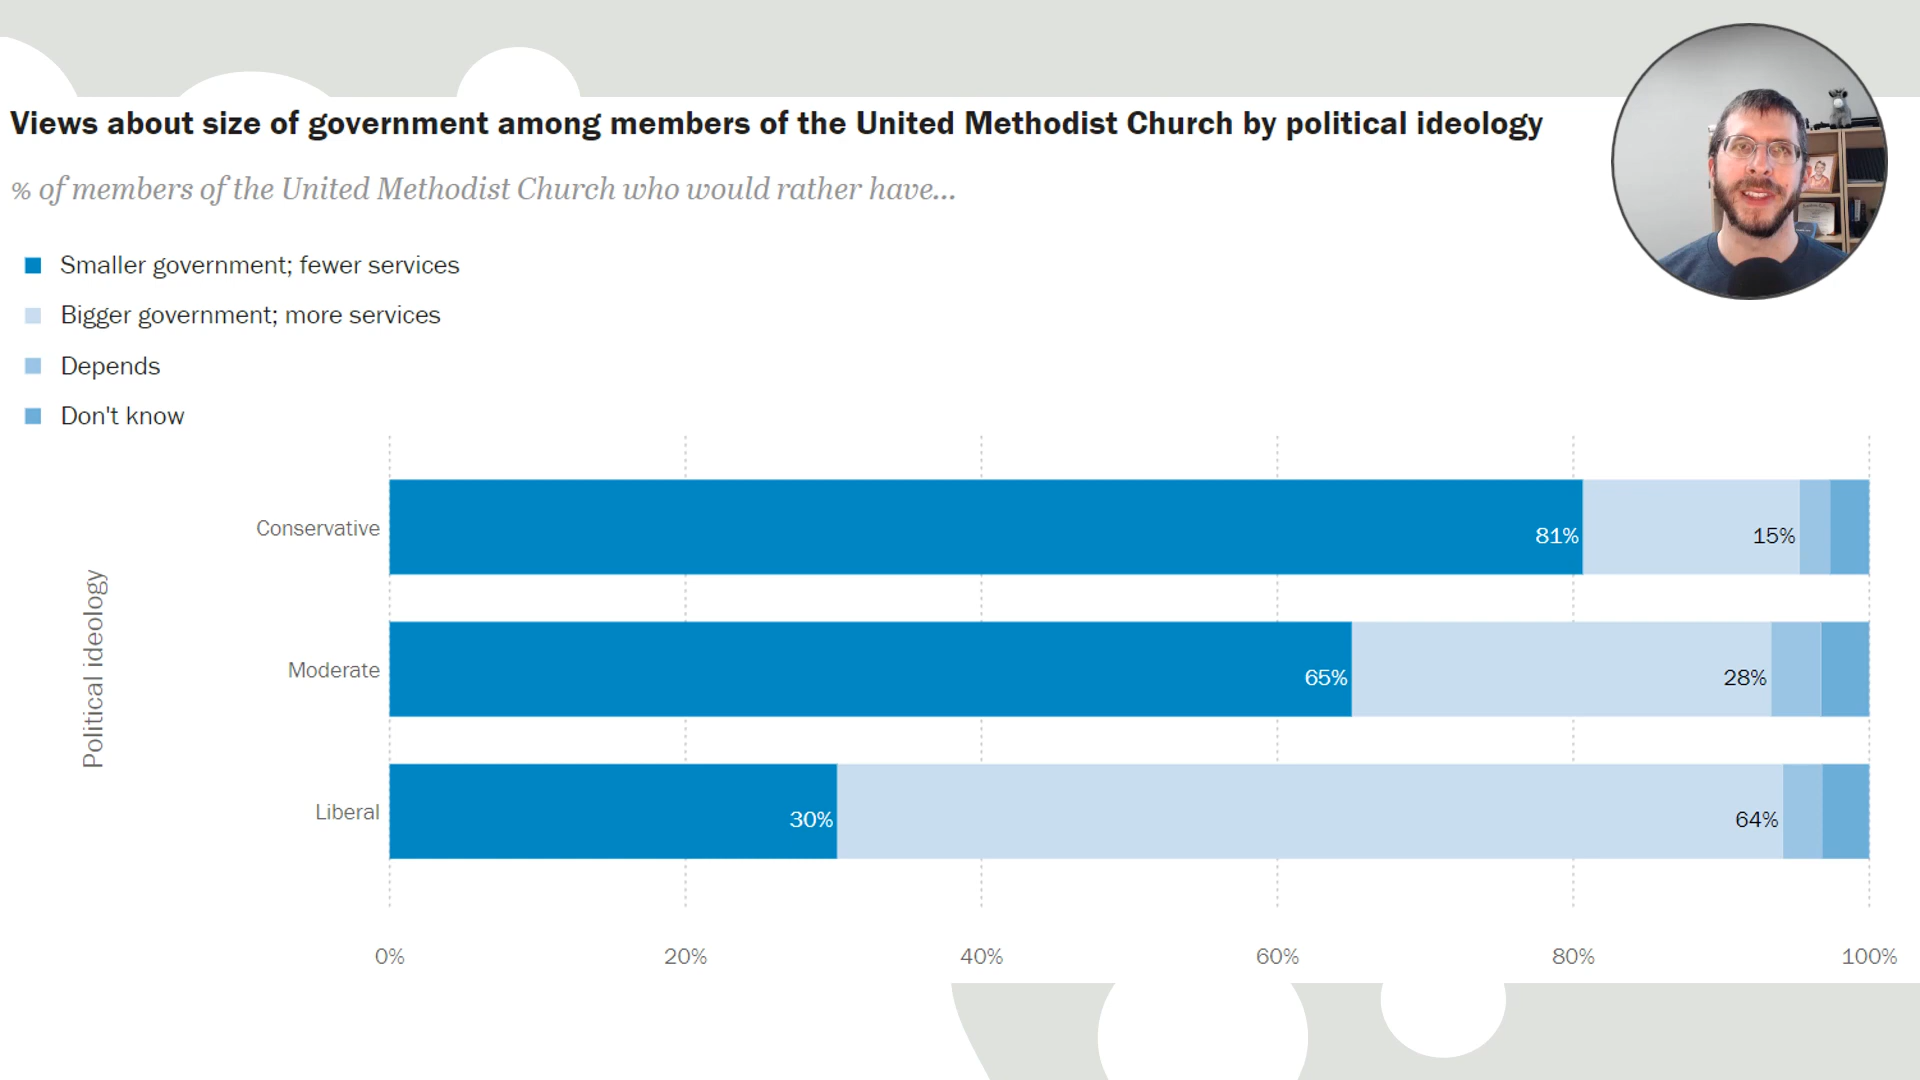 Views about size of government among members of the United Methodist Church by political ideology
% of members of the United Methodist Church who would rather have...
Smaller government; fewer services
Bigger government; more services
Depends
Don't know
Political ideology
Conservative
81%
15%
Moderate
65%
28%
Liberal
30%
64%
0%
20%
40%
60%
80%
100%